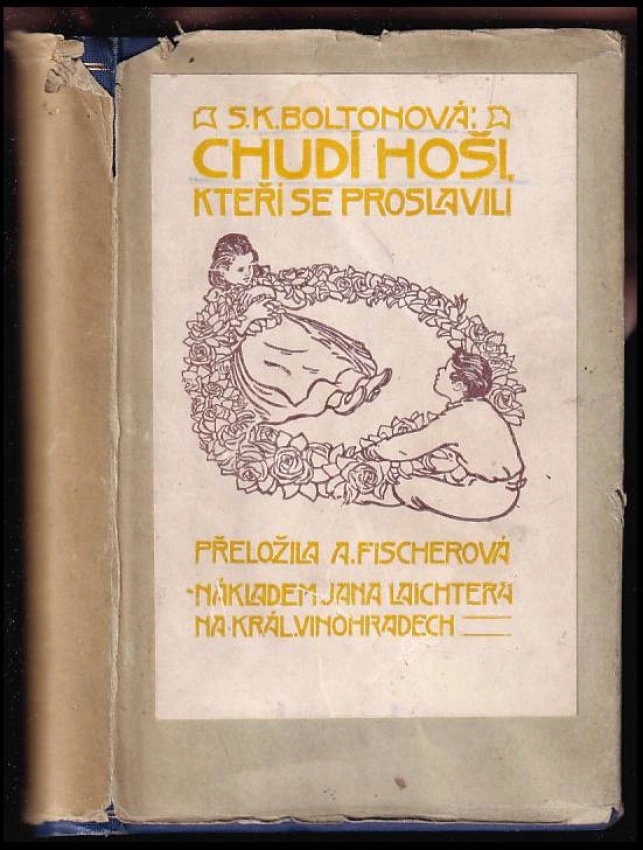 S.K.BOLTONOVÁ:
CHUDÍ HOŠI,
KTEŘÍ SE PROSLAVILI
PŘELOŽILA A.FISCHEROVÁ
-NÁKLADEM JANA LAICHTERA
NA·KRÁL.VINOHRADECH